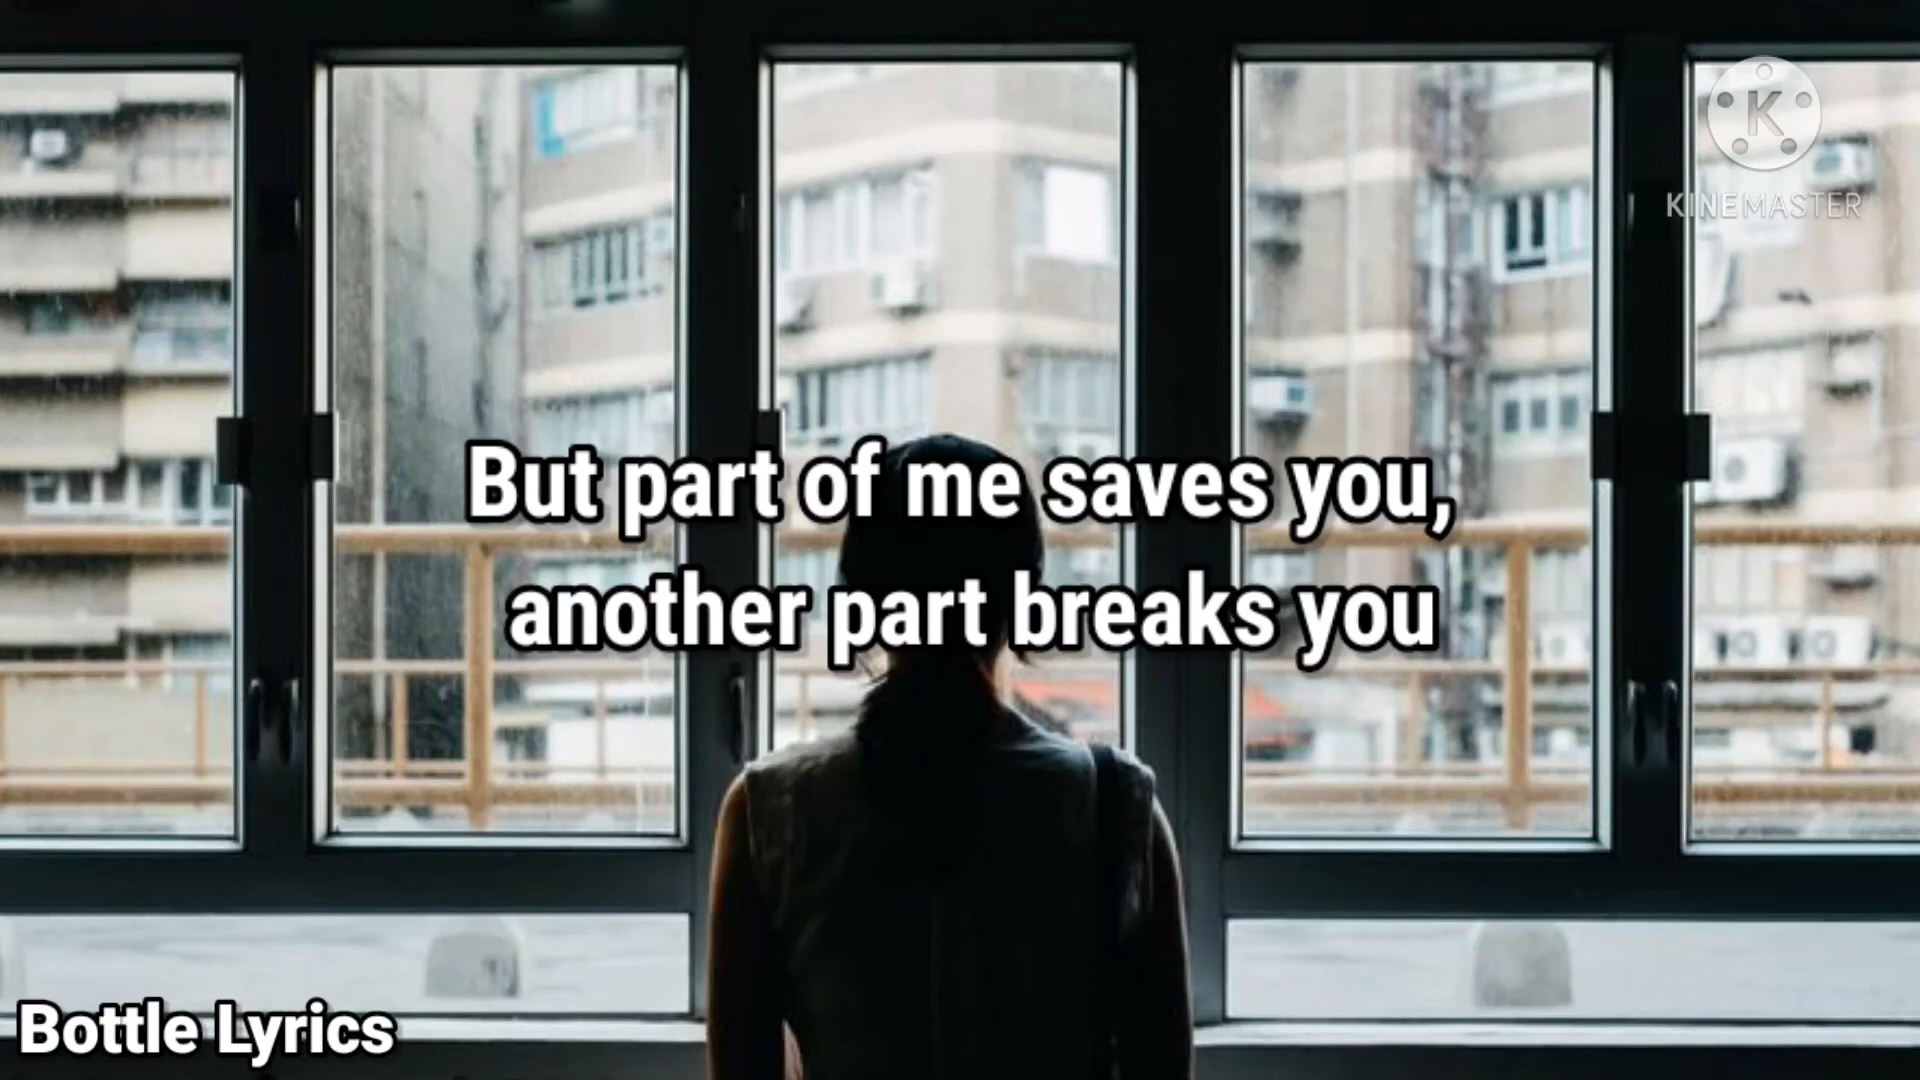 K
KINEMASTER
But part of me saves you,
another part breaks you
Bottle Lyrics